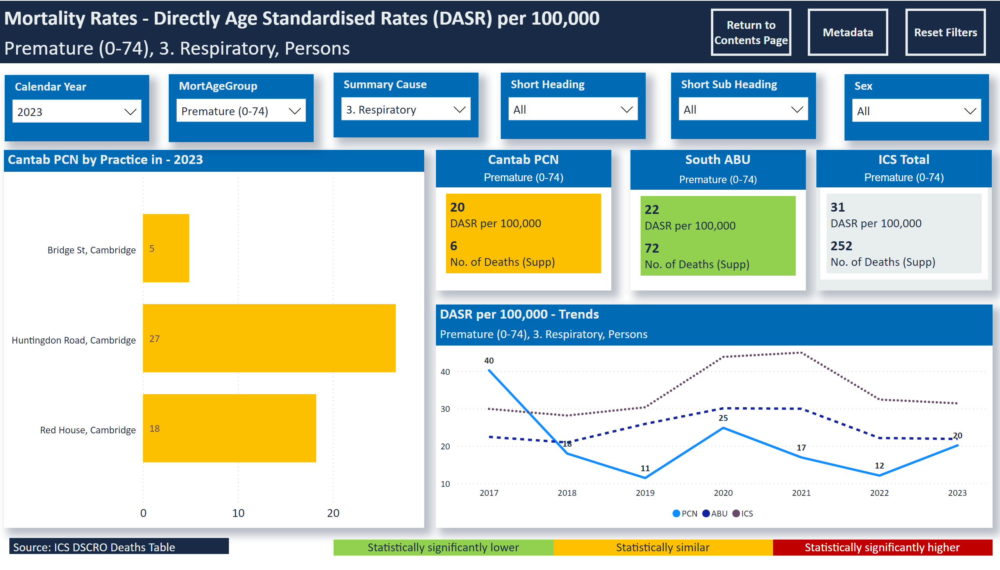 Mortality Rates - Directly Age Standardised Rates (DASR) per 100,000
Premature (0-74), 3. Respiratory, Persons
Return to
Contents Page
Metadata
Reset Filters
Calendar Year
2023
MortAgeGroup
Premature (0-74)
Summary Cause
3. Respiratory
Short Heading
All
Short Sub Heading
All
Sex
All
Cantab PCN by Practice in - 2023
Bridge St, Cambridge
5
Huntingdon Road, Cambridge
27
Red House, Cambridge
18
0
10
20
Cantab PCN
Premature (0-74)
20
DASR per 100,000
6
No. of Deaths (Supp)
South ABU
Premature (0-74)
22
DASR per 100,000
72
No. of Deaths (Supp)
ICS Total
Premature (0-74)
31
DASR per 100,000
252
No. of Deaths (Supp)
DASR per 100,000 - Trends
Premature (0-74), 3. Respiratory, Persons
40
30
20
10
40
18
11
25
17
12
20
2017
2018
2019
2020
2021
2022
2023
PCN
ABU
ICS
Source: ICS DSCRO Deaths Table
Statistically significantly lower
Statistically similar
Statistically significantly higher